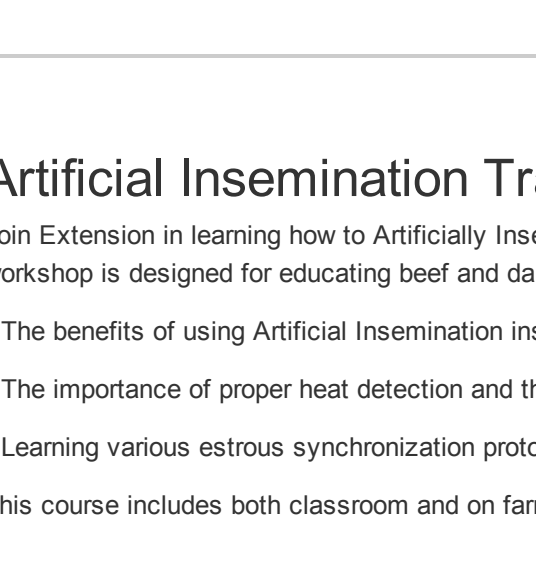 Artificial Insemination Tr
oin Extension in learning how to Artificially Inse
orkshop is designed for educating beef and da
The benefits of using Artificial Insemination ins
The importance of proper heat detection and th
Learning various estrous synchronization proto
his course includes both classroom and on far